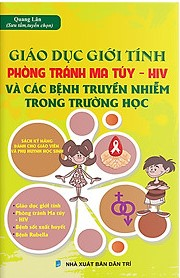 Quang Lân
(Sưu tầm, tuyển chọn)
GIÁO DỤC GIỚI TÍNH
PHÒNG TRÁNH MA TÚY - HIV
VÀ CÁC BỆNH TRUYỀN NHIỄM
TRONG TRƯỜNG HỌC
SÁCH KỸ NĂNG
DÀNH CHO GIÁO VIÊN
VÀ PHỤ HUYNH HỌC SINH
- Giáo dục giới tính
- Phòng tránh Ma túy
- HIV
- Bệnh sốt xuất huyết
- Bệnh Rubella
NHÀ XUẤT BẢN DÂN TRÍ